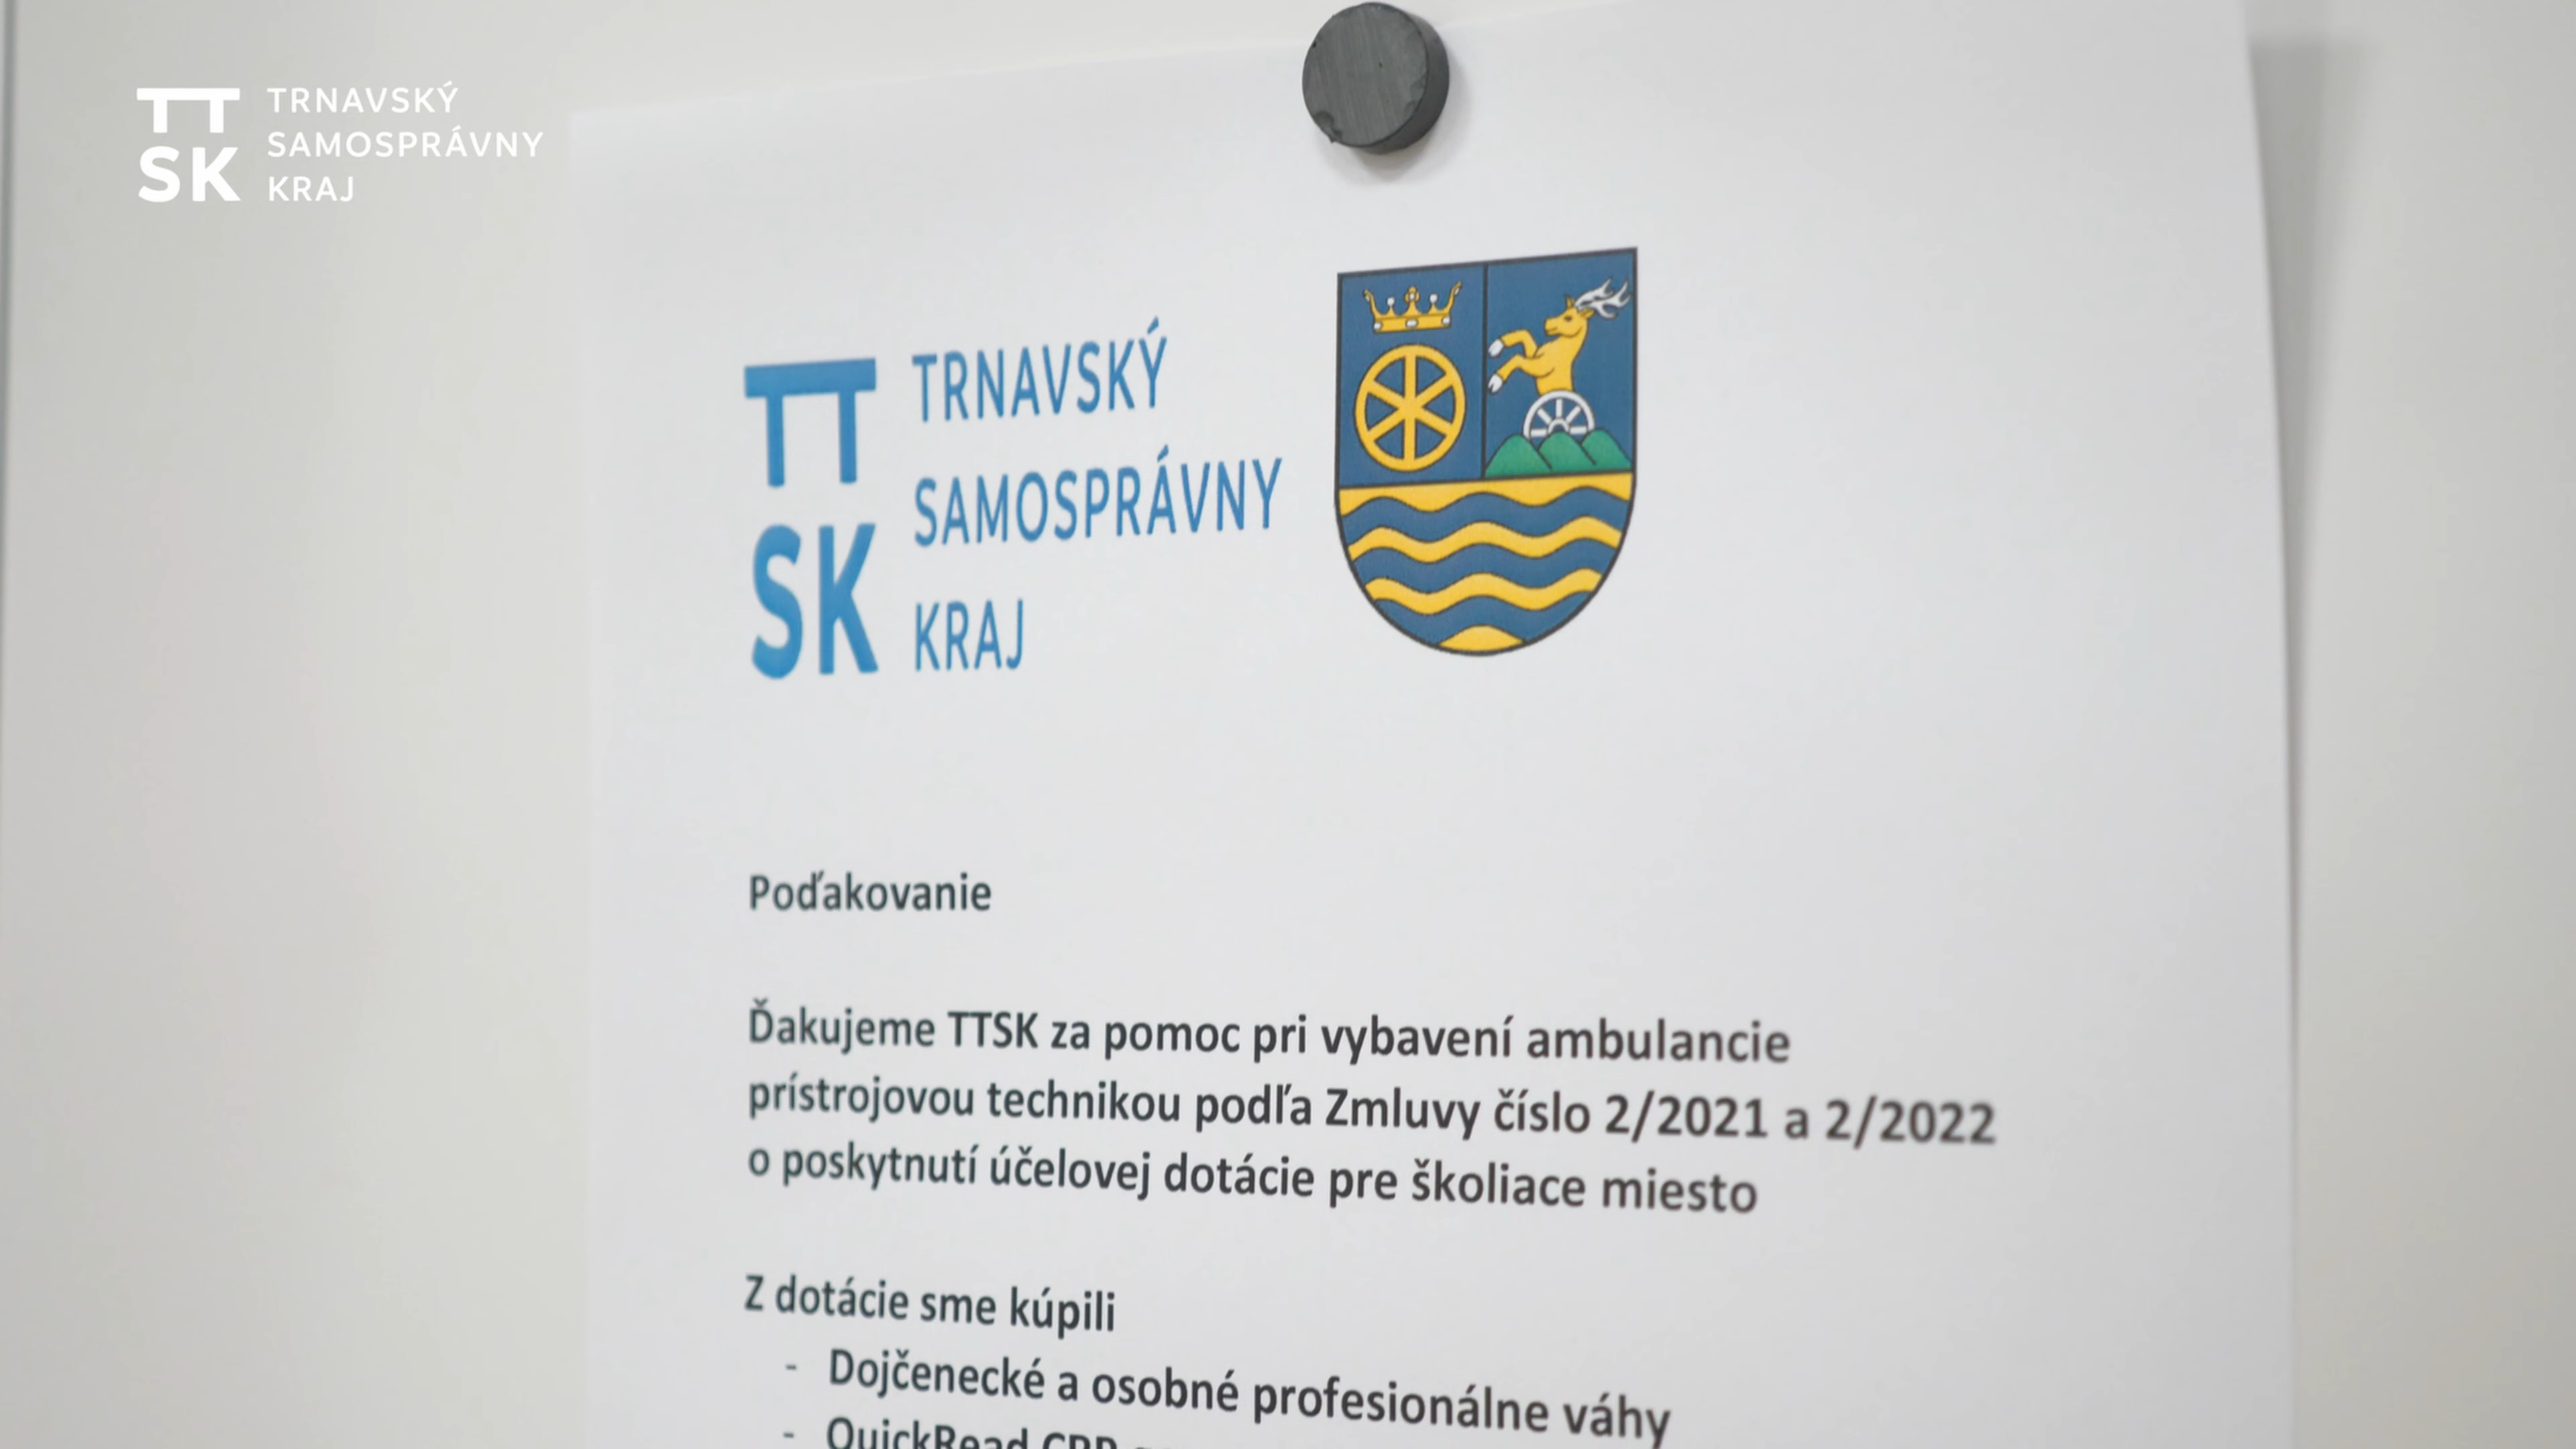 TT
SK
TRNAVSKÝ
SAMOSPRÁVNY
KRAJ
TT
SK
TRNAVSKÝ
SAMOSPRÁVNY
KRAJ
Poďakovanie
Ďakujeme TTSK za pomoc pri vybavení ambulancie
prístrojovou technikou podľa Zmluvy číslo 2/2021 a 2/2022
o poskytnutí účelovej dotácie pre školiace miesto
Z dotácie sme kúpili
- Dojčenecké a osobné profesionálne váhy
- QuickRead CRP